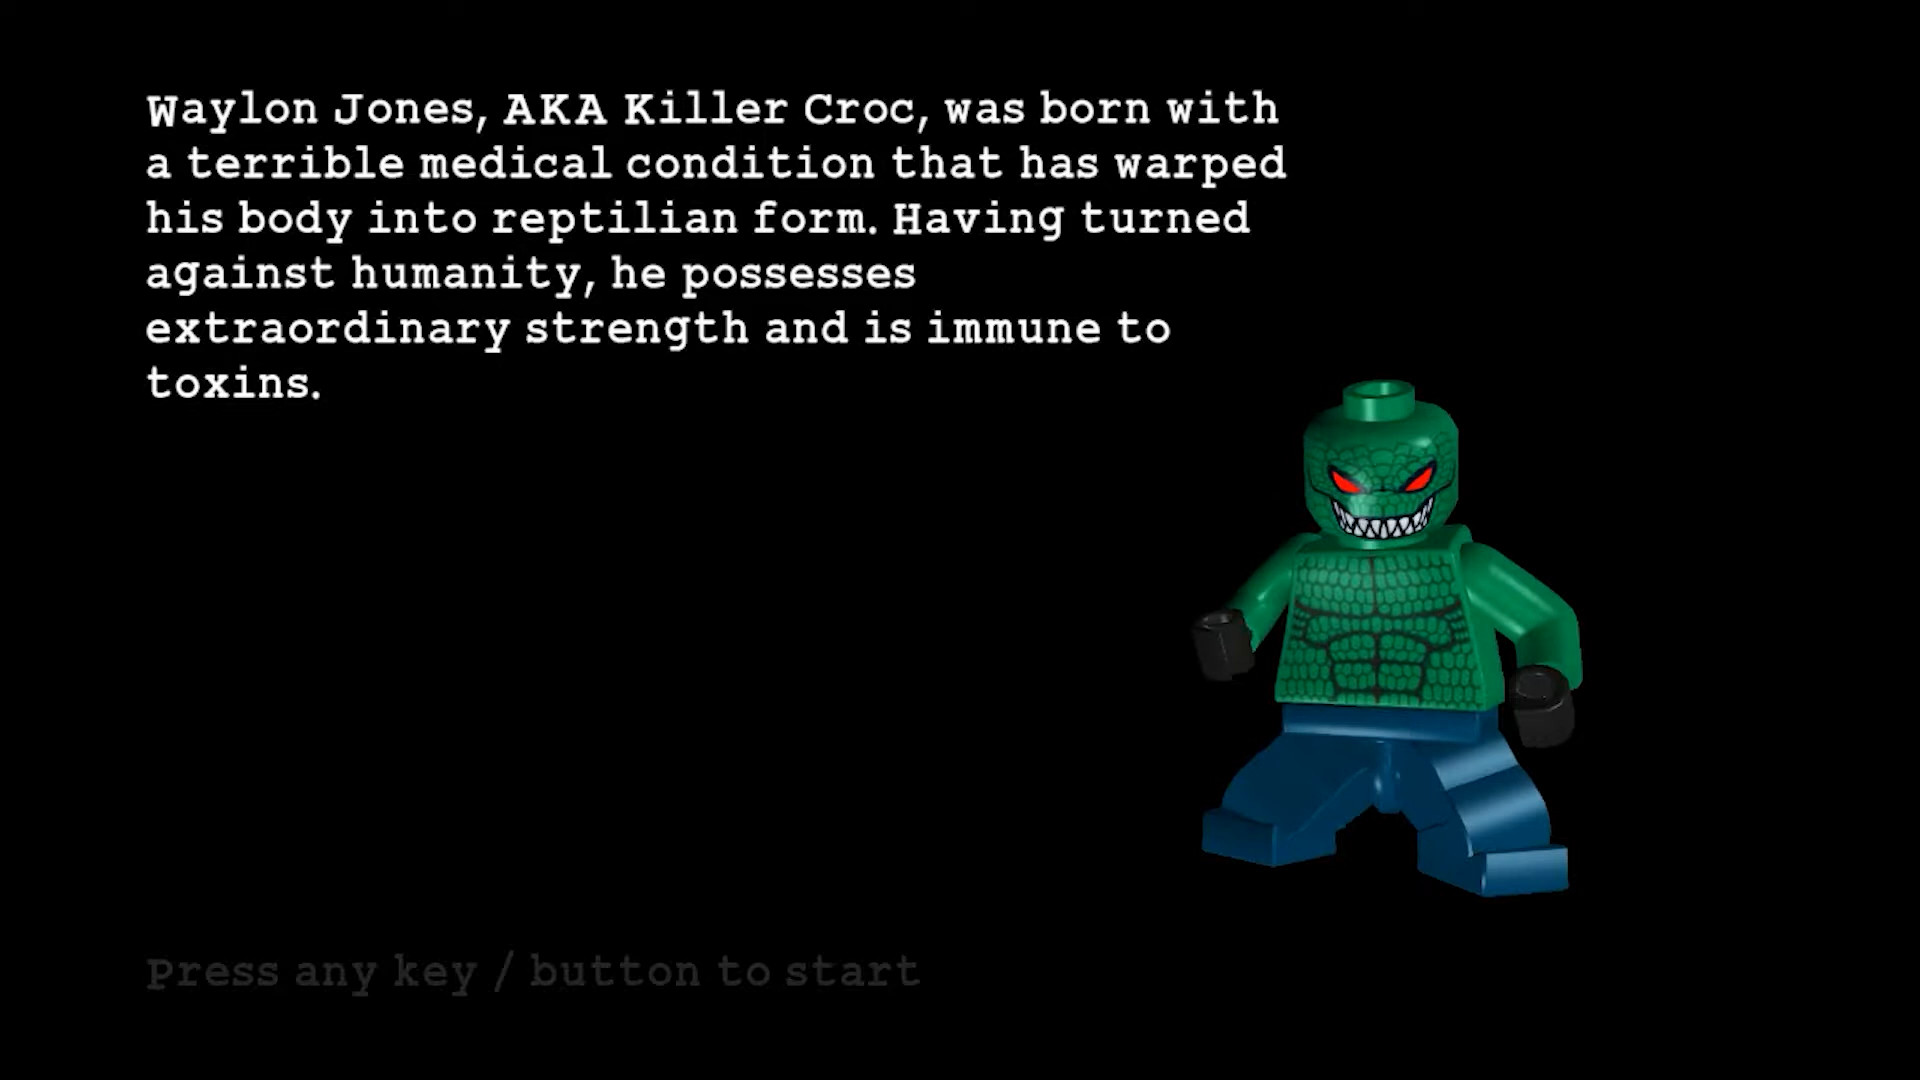 Waylon Jones, AKA Killer Croc, was born with
a terrible medical condition that has warped
his body into reptilian form. Having turned
against humanity, he possesses
extraordinary strength and is immune to
toxins.
Press any key / button to start